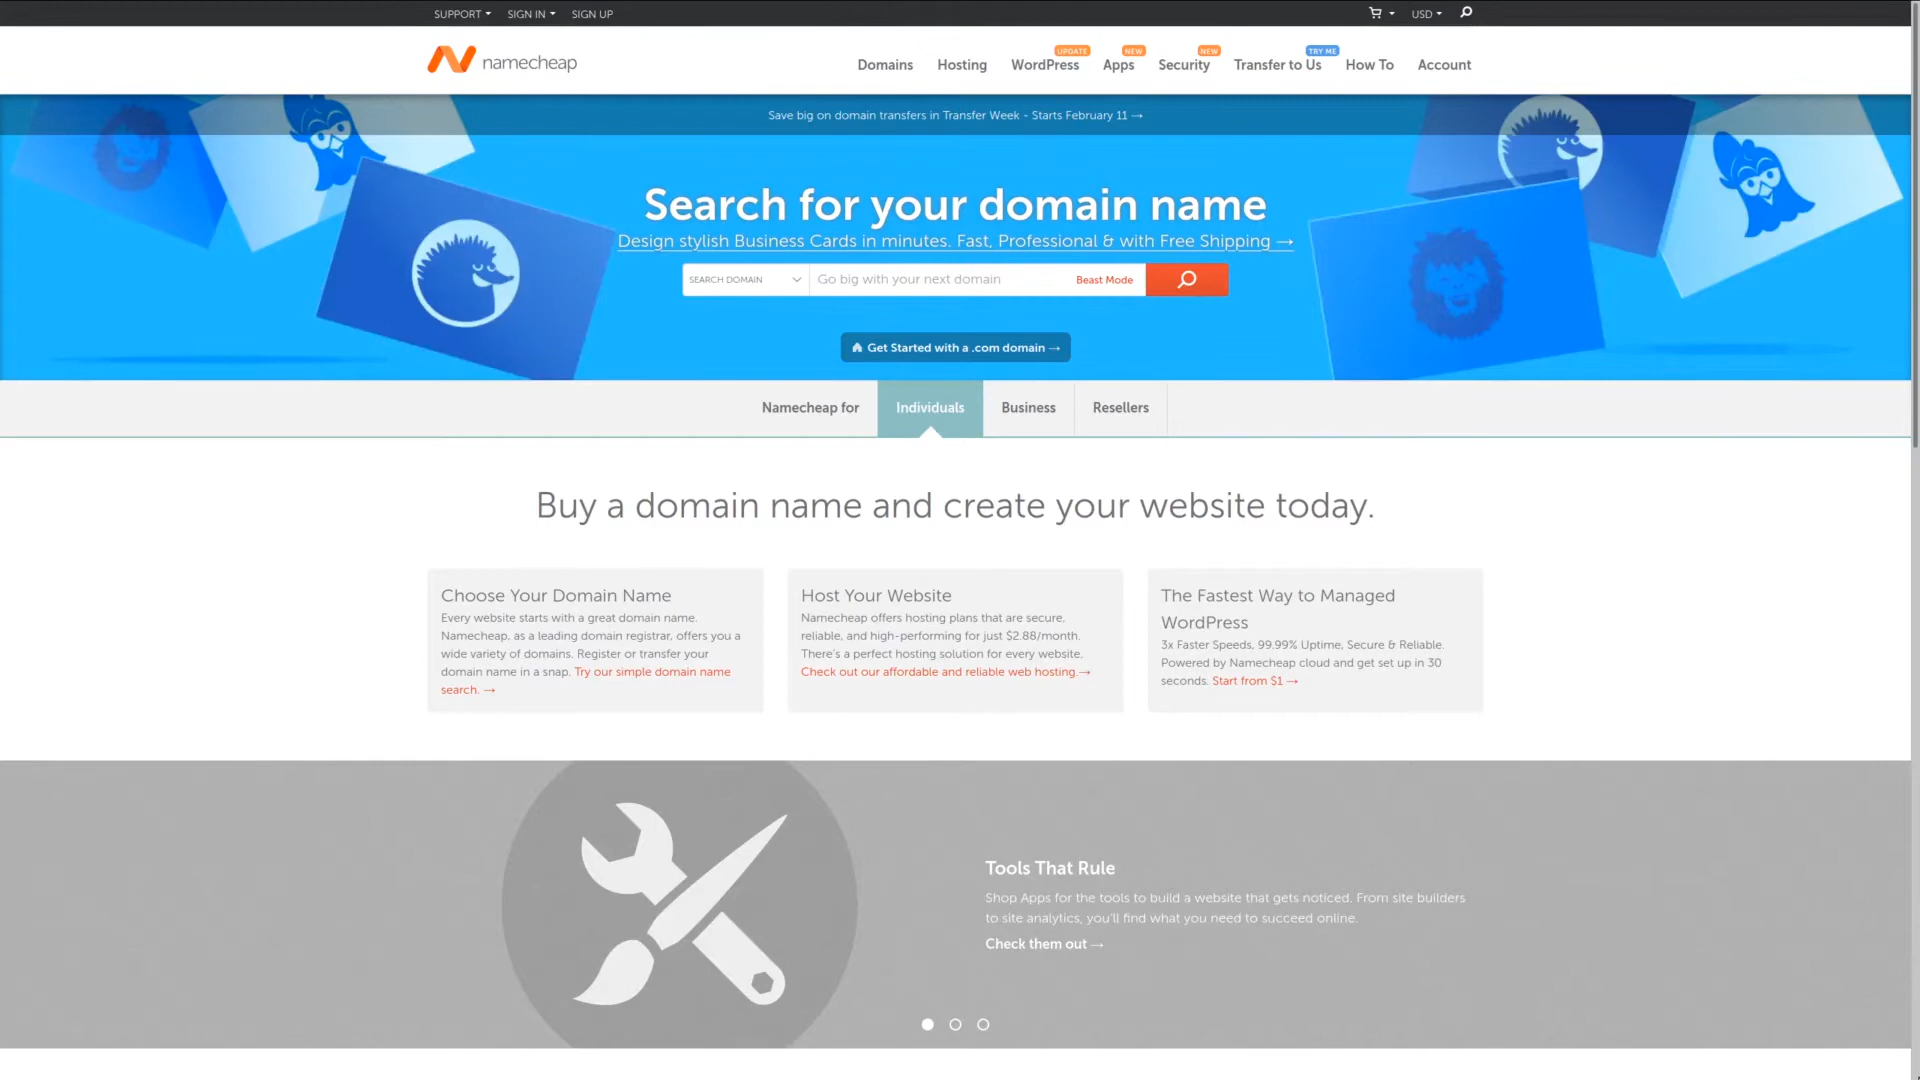 SUPPORT
SIGN IN
SIGN UP
USD
namecheap
Domains
Hosting
UPDATE
WordPress
NEW
Apps
NEW
Security
TRY ME
Transfer to Us
How To
Account
Save big on domain transfers in Transfer Week - Starts February 11 →
Search for your domain name
Design stylish Business Cards in minutes. Fast, Professional & with Free Shipping →
SEARCH DOMAIN
Go big with your next domain
Beast Mode
Get Started with a .com domain →
Namecheap for
Individuals
Business
Resellers
Buy a domain name and create your website today.
Choose Your Domain Name
Every website starts with a great domain name.
Namecheap, as a leading domain registrar, offers you a
wide variety of domains. Register or transfer your
domain name in a snap. Try our simple domain name
search. →
Host Your Website
Namecheap offers hosting plans that are secure,
reliable, and high-performing for just $2.88/month.
There's a perfect hosting solution for every website.
Check out our affordable and reliable web hosting.→
The Fastest Way to Managed
WordPress
3x Faster Speeds, 99.99% Uptime, Secure & Reliable.
Powered by Namecheap cloud and get set up in 30
seconds. Start from $1 →
Tools That Rule
Shop Apps for the tools to build a website that gets noticed. From site builders
to site analytics, you'll find what you need to succeed online.
Check them out →